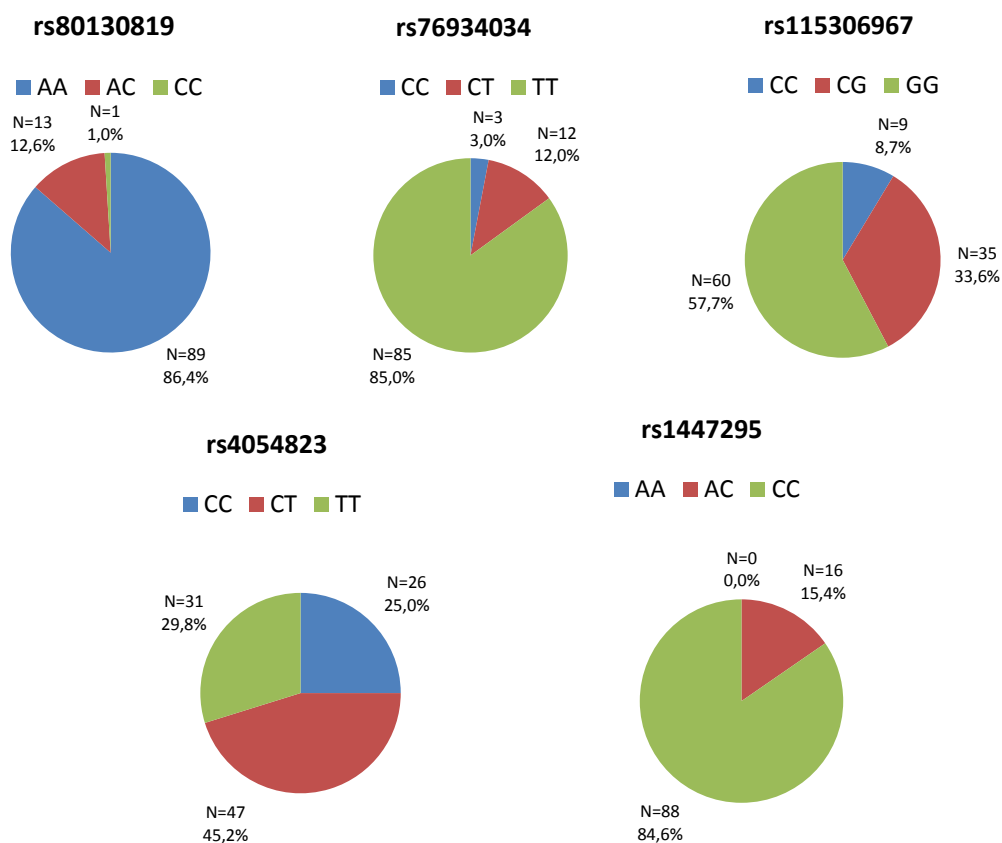 rs80130819
AA AC CC
N=13
12,6%
N=1
1,0%
N=89
86,4%
rs76934034
CC CT TT
N=3
3,0%
N=12
12,0%
N=85
85,0%
rs115306967
CC CG GG
N=9
8,7%
N=35
33,6%
N=60
57,7%
rs4054823
CC CT TT
N=31
29,8%
N=26
25,0%
N=47
45,2%
rs1447295
AA AC CC
N=0
0,0%
N=16
15,4%
N=88
84,6%